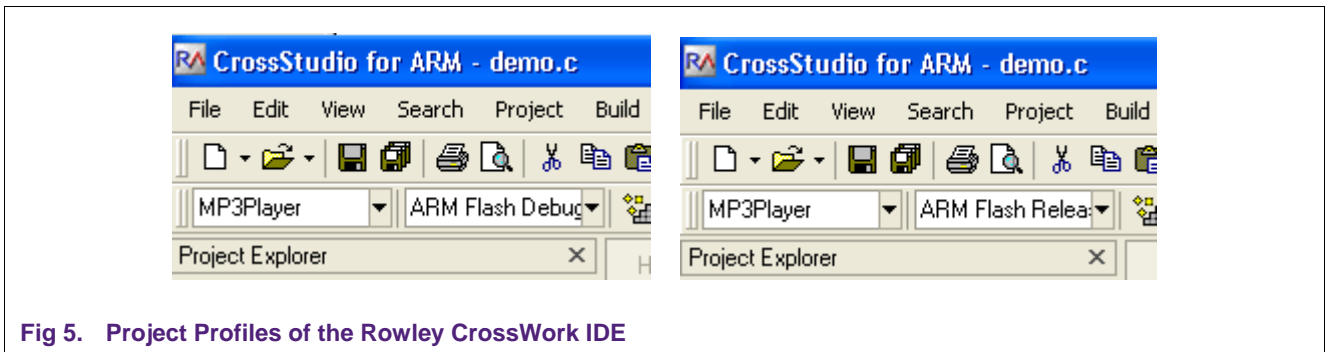 CrossStudio for ARM - demo.c
File Edit View Search Project Build
MP3Player ARM Flash Debug
Project Explorer
H
CrossStudio for ARM - demo.c
File Edit View Search Project Build
MP3Player ARM Flash Relea
Project Explorer
Fig 5. Project Profiles of the Rowley CrossWork IDE